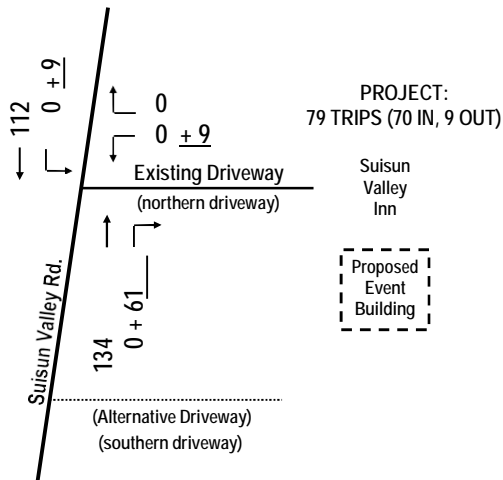 112
0 + 9
0
0 + 9
PROJECT:
79 TRIPS (70 IN, 9 OUT)
Existing Driveway
(northern driveway)
Suisun
Valley
Inn
Proposed
Event
Building
134
0 + 61
Suisun Valley Rd.
(Alternative Driveway)
(southern driveway)